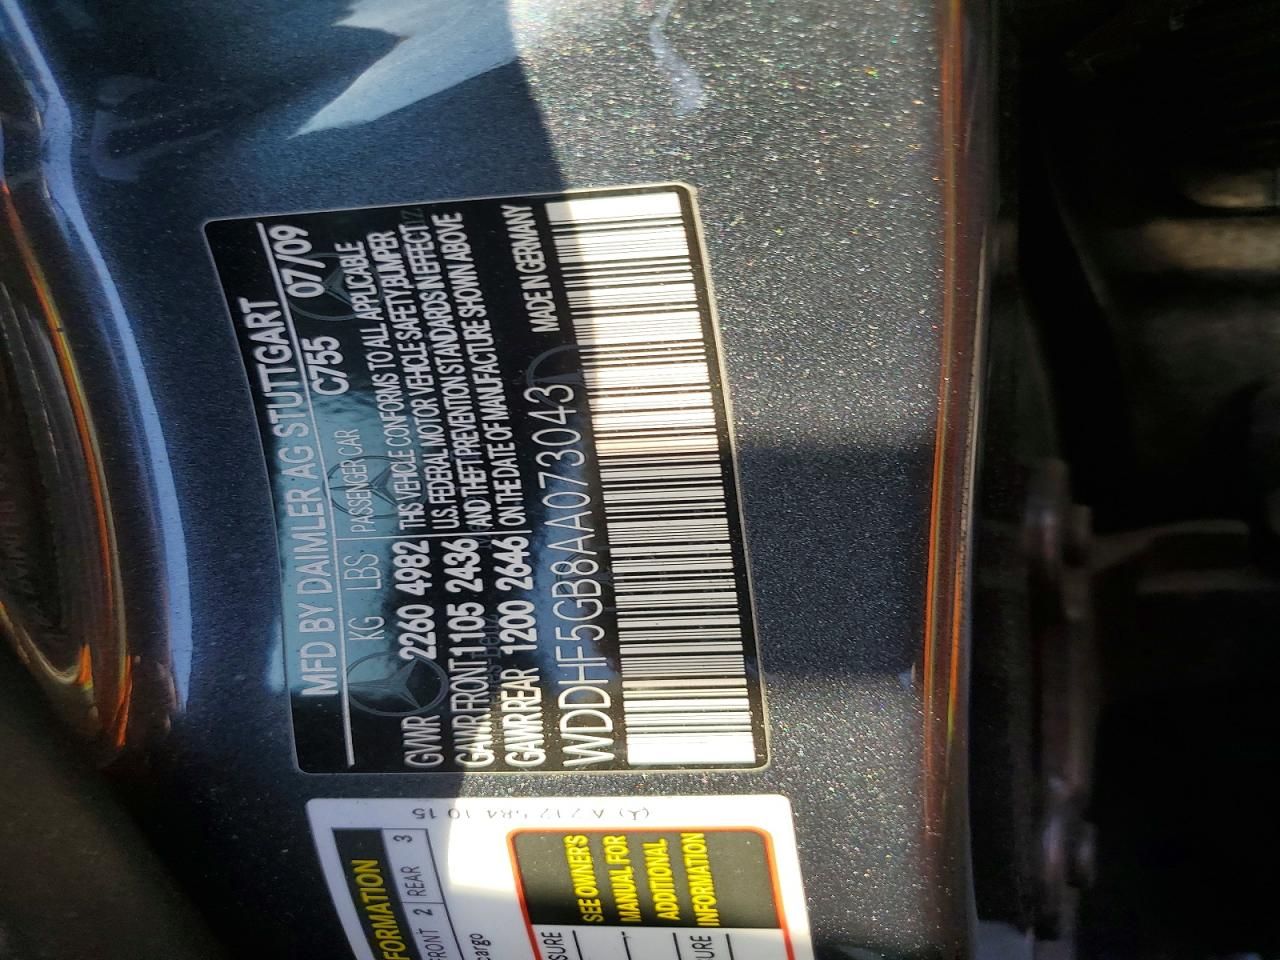 MFD BY DAIMLER AG STUTTGART
KG LBS PASSENGER CAR C755 07/09
GVWR 2260 4982 THIS VEHICLE CONFORMS TO ALL APPLICABLE
GAWR FRONT 1105 2436 U.S. FEDERAL MOTOR VEHICLE SAFETY, BUMPER
GAWR REAR 1200 2646 AND THEFT PREVENTION STANDARDS IN EFFECT
ON THE DATE OF MANUFACTURE SHOWN ABOVE
WDDHF5GB8AA073043 MADE IN GERMANY
FRONT 2 REAR 3
cargo
SEE OWNER'S
MANUAL FOR
ADDITIONAL
INFORMATION